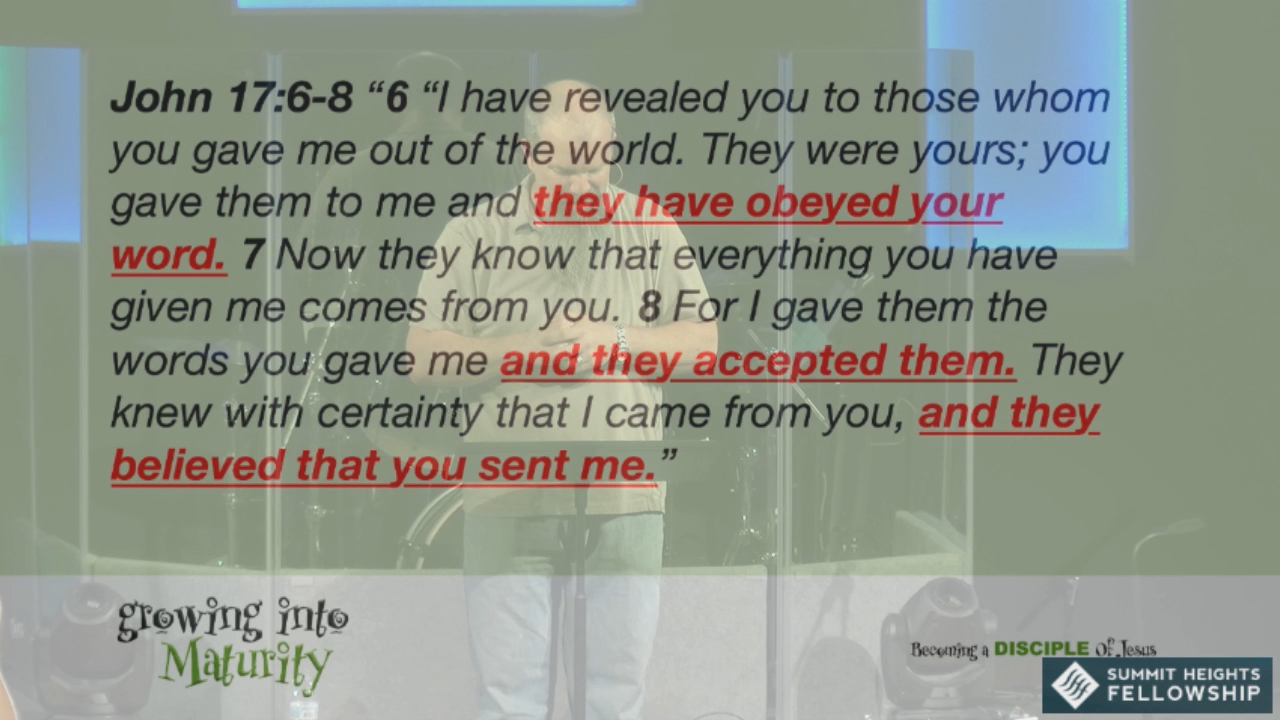 John 17:6-8 “6 “I have revealed you to those whom
you gave me out of the world. They were yours; you
gave them to me and they have obeyed your
word. 7 Now they know that everything you have
given me comes from you. 8 For I gave them the
words you gave me and they accepted them. They
knew with certainty that I came from you, and they
believed that you sent me.”
growing into
Maturity
Becoming a DISCIPLE Of Jesus
SUMMIT HEIGHTS
FELLOWSHIP